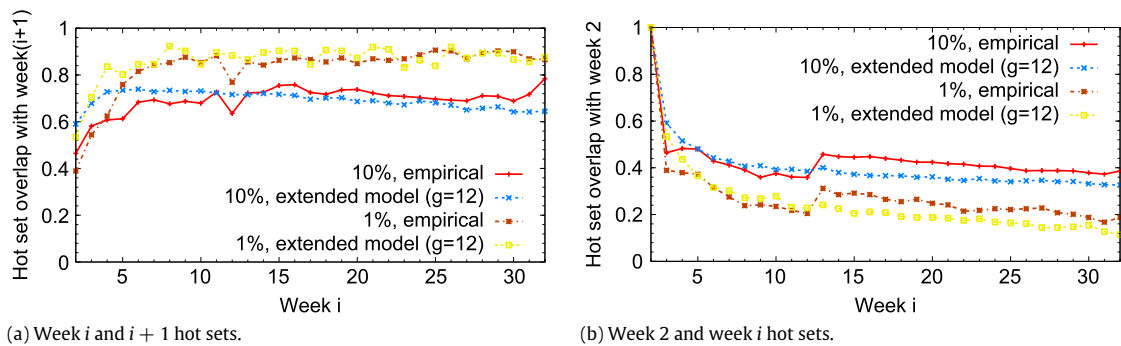 Hot set overlap with week(i+1)
1
0.8
0.6
0.4
0.2
0
5
10
15
20
25
30
Week i
10%, empirical
10%, extended model (g=12)
1%, empirical
1%, extended model (g=12)
(a) Week i and i + 1 hot sets.
Hot set overlap with week 2
1
0.8
0.6
0.4
0.2
0
5
10
15
20
25
30
Week i
10%, empirical
10%, extended model (g=12)
1%, empirical
1%, extended model (g=12)
(b) Week 2 and week i hot sets.